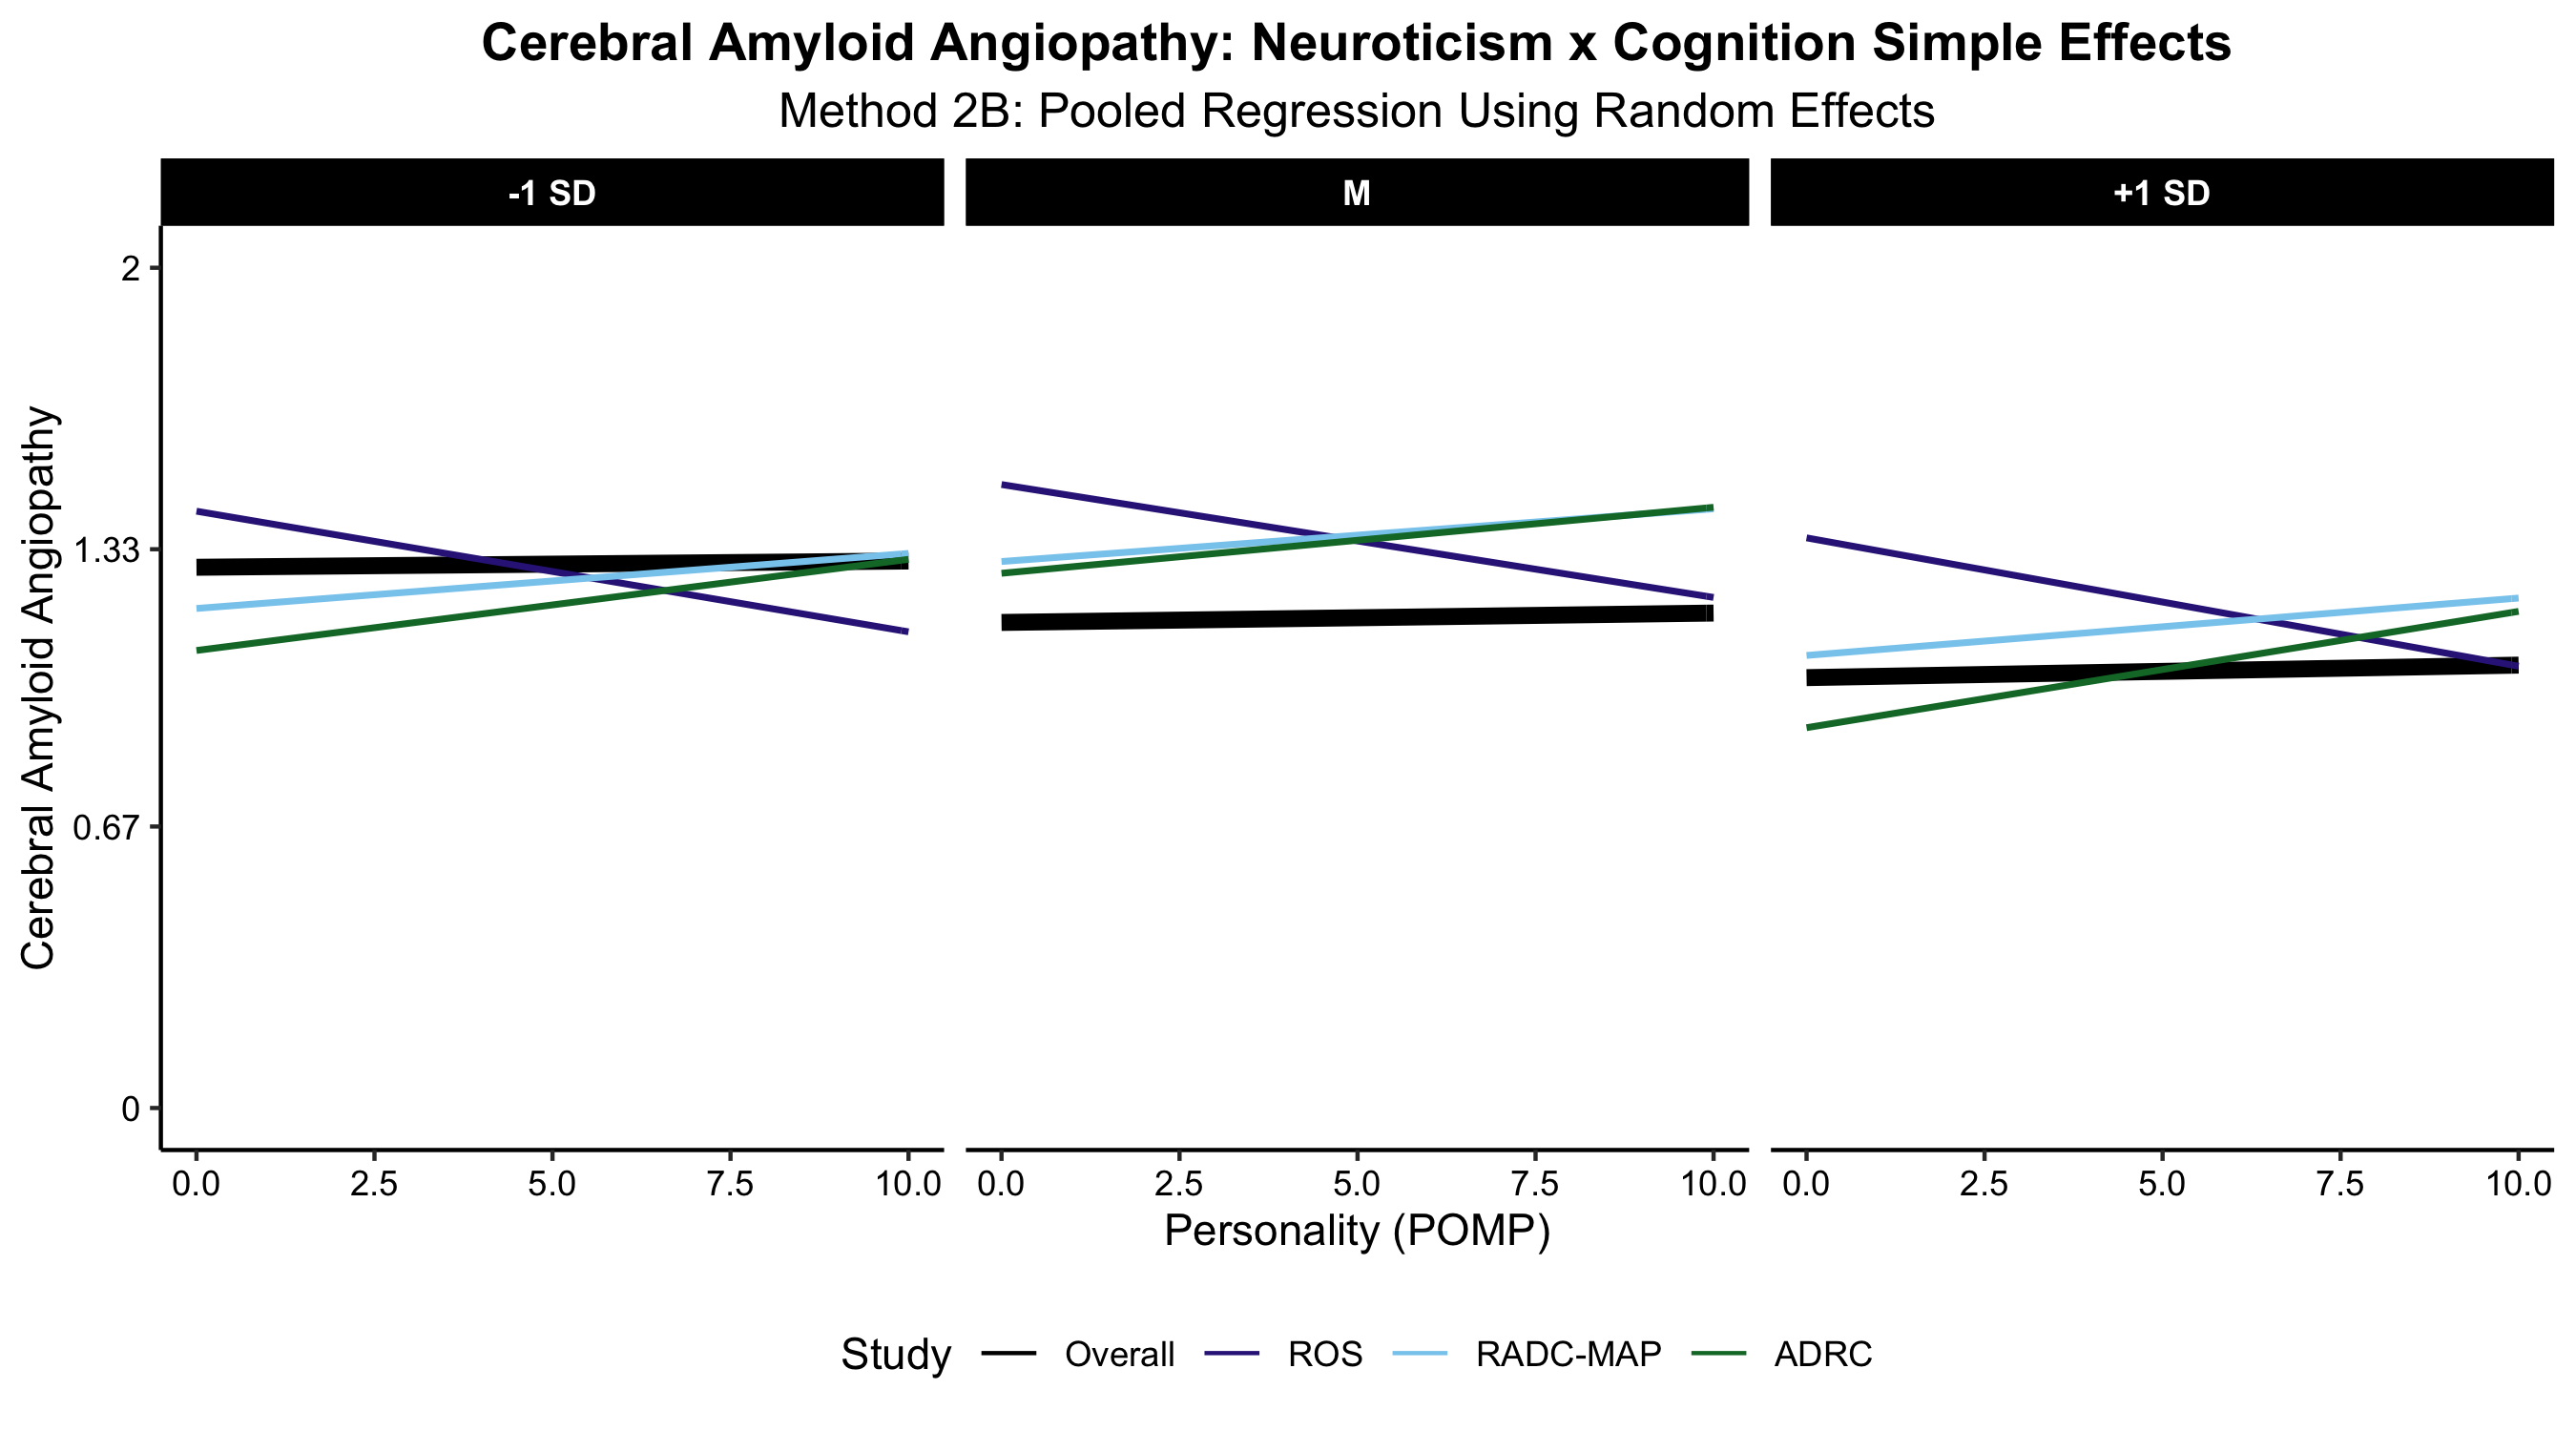 Cerebral Amyloid Angiopathy: Neuroticism x Cognition Simple Effects
Method 2B: Pooled Regression Using Random Effects
-1 SD
M
+1 SD
Cerebral Amyloid Angiopathy
2
1.33
0.67
0
0.0 2.5 5.0 7.5 10.0 0.0 2.5 5.0 7.5 10.0 0.0 2.5 5.0 7.5 10.0
Personality (POMP)
Study Overall ROS RADC-MAP ADRC